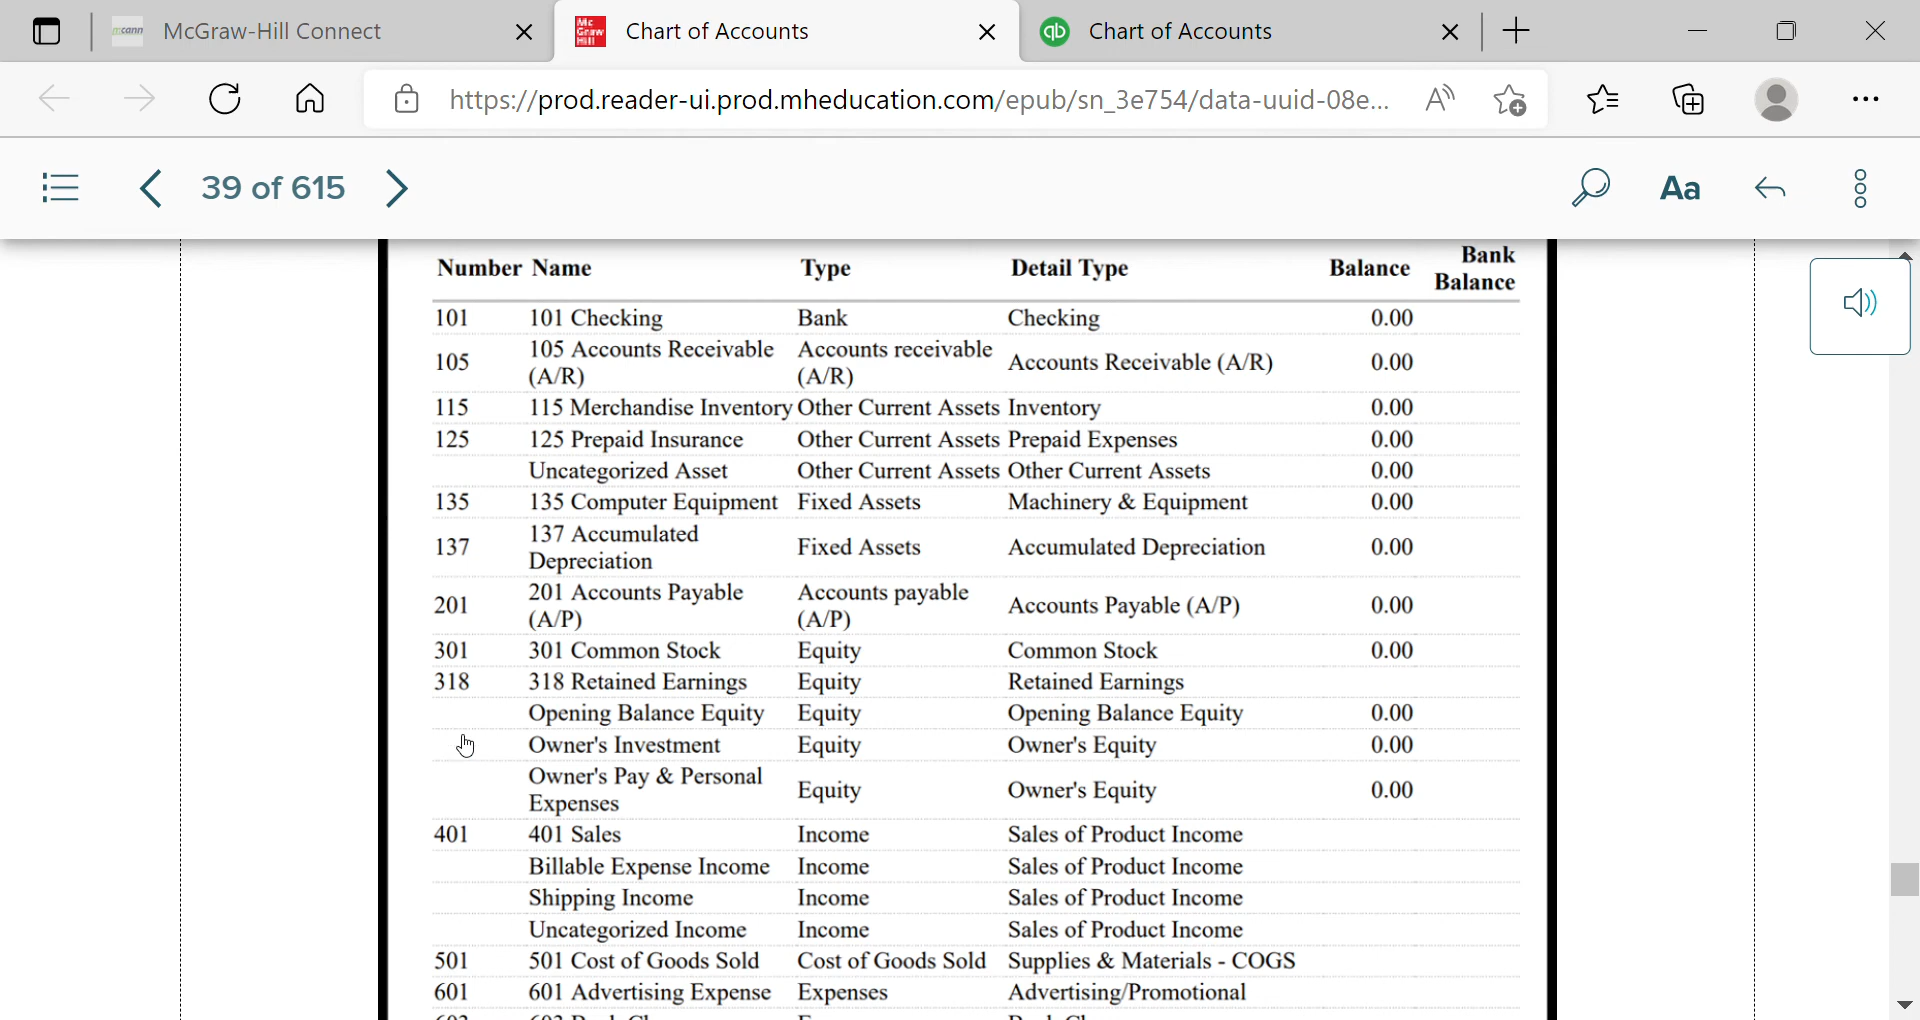 mccann McGraw-Hill Connect
Mc Graw Hill Chart of Accounts
qb Chart of Accounts
https://prod.reader-ui.prod.mheducation.com/epub/sn_3e754/data-uuid-08e... A
39 of 615 Aa
Number Name Type Detail Type Balance Bank Balance
101 101 Checking Bank Checking 0.00
105 105 Accounts Receivable (A/R) Accounts receivable (A/R) Accounts Receivable (A/R) 0.00
115 115 Merchandise Inventory Other Current Assets Inventory 0.00
125 125 Prepaid Insurance Other Current Assets Prepaid Expenses 0.00
Uncategorized Asset Other Current Assets Other Current Assets 0.00
135 135 Computer Equipment Fixed Assets Machinery & Equipment 0.00
137 137 Accumulated Depreciation Fixed Assets Accumulated Depreciation 0.00
201 201 Accounts Payable (A/P) Accounts payable (A/P) Accounts Payable (A/P) 0.00
301 301 Common Stock Equity Common Stock 0.00
318 318 Retained Earnings Equity Retained Earnings
Opening Balance Equity Equity Opening Balance Equity 0.00
Owner's Investment Equity Owner's Equity 0.00
Owner's Pay & Personal Expenses Equity Owner's Equity 0.00
401 401 Sales Income Sales of Product Income
Billable Expense Income Income Sales of Product Income
Shipping Income Income Sales of Product Income
Uncategorized Income Income Sales of Product Income
501 501 Cost of Goods Sold Cost of Goods Sold Supplies & Materials - COGS
601 601 Advertising Expense Expenses Advertising/Promotional